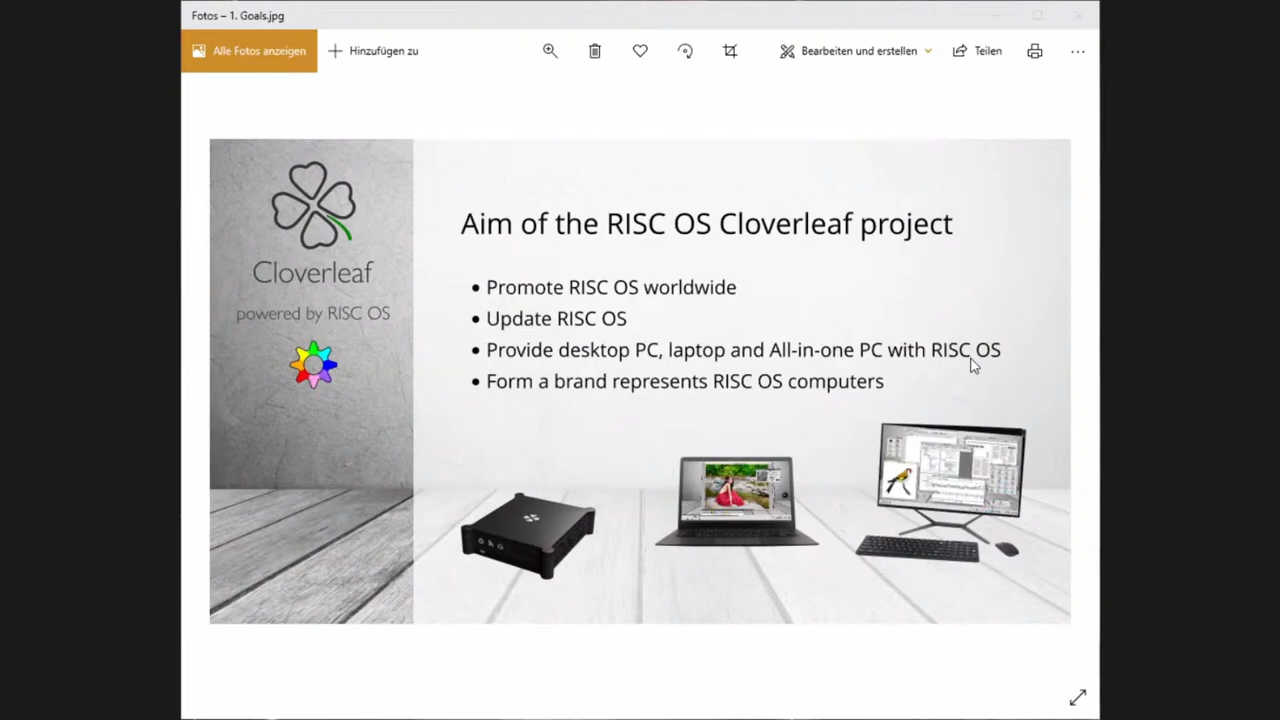 Fotos – 1. Goals.jpg
Alle Fotos anzeigen
Hinzufügen zu
Bearbeiten und erstellen
Teilen
Cloverleaf
powered by RISC OS
Aim of the RISC OS Cloverleaf project
• Promote RISC OS worldwide
• Update RISC OS
• Provide desktop PC, laptop and All-in-one PC with RISC OS
• Form a brand represents RISC OS computers